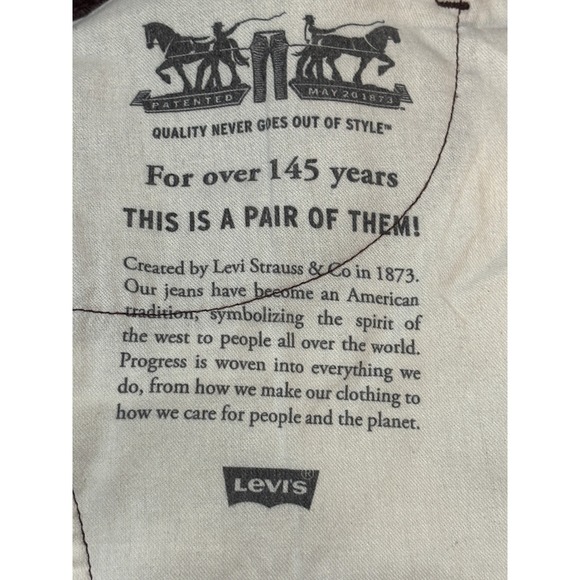 PATENTED MAY 20 1873
QUALITY NEVER GOES OUT OF STYLE™
For over 145 years
THIS IS A PAIR OF THEM!
Created by Levi Strauss & Co in 1873.
Our jeans have become an American
tradition, symbolizing the spirit of
the west to people all over the world.
Progress is woven into everything we
do, from how we make our clothing to
how we care for people and the planet.
LEVI'S®